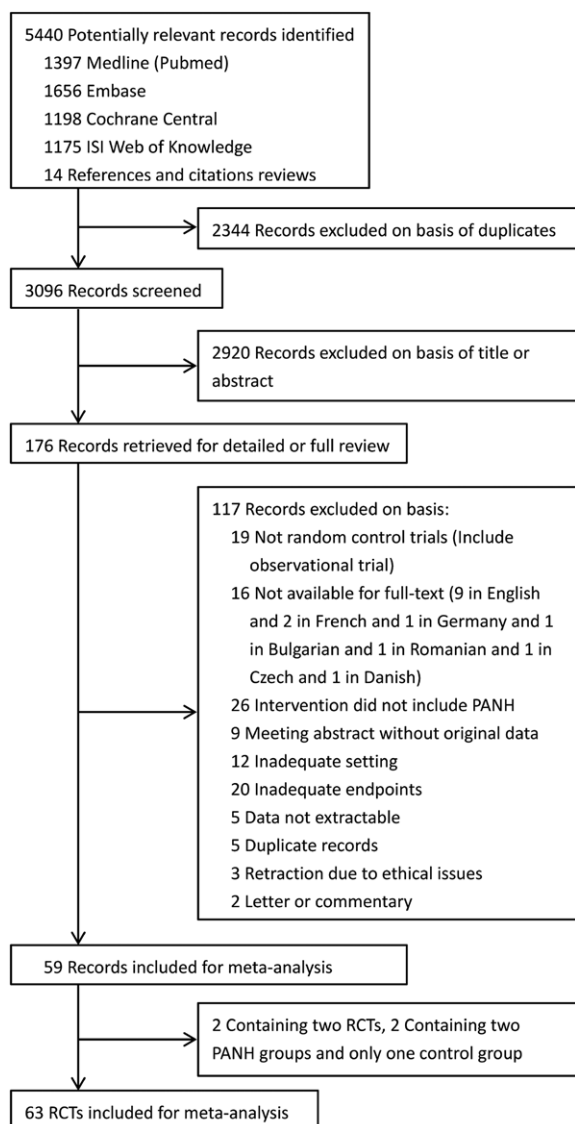 5440 Potentially relevant records identified
1397 Medline (Pubmed)
1656 Embase
1198 Cochrane Central
1175 ISI Web of Knowledge
14 References and citations reviews
2344 Records excluded on basis of duplicates
3096 Records screened
2920 Records excluded on basis of title or
abstract
176 Records retrieved for detailed or full review
117 Records excluded on basis:
19 Not random control trials (Include
observational trial)
16 Not available for full-text (9 in English
and 2 in French and 1 in Germany and 1
in Bulgarian and 1 in Romanian and 1 in
Czech and 1 in Danish)
26 Intervention did not include PANH
9 Meeting abstract without original data
12 Inadequate setting
20 Inadequate endpoints
5 Data not extractable
5 Duplicate records
3 Retraction due to ethical issues
2 Letter or commentary
59 Records included for meta-analysis
2 Containing two RCTs, 2 Containing two
PANH groups and only one control group
63 RCTs included for meta-analysis